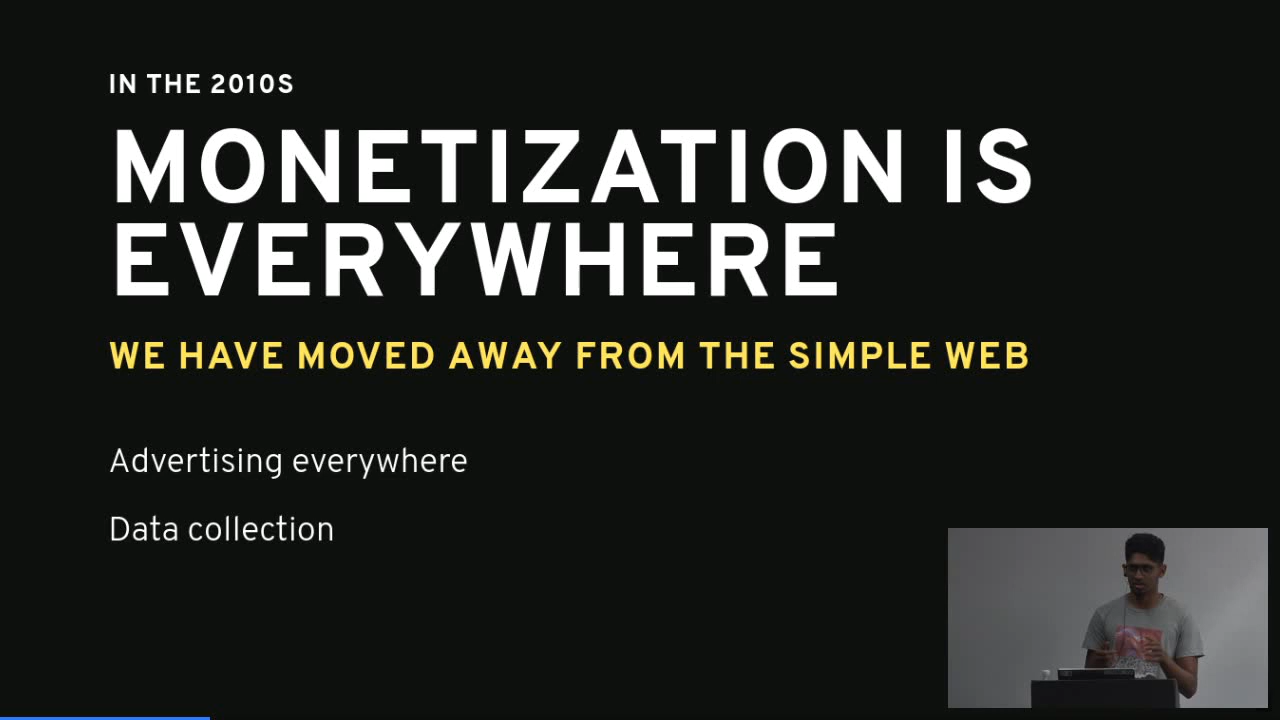 IN THE 2010S
MONETIZATION IS
EVERYWHERE
WE HAVE MOVED AWAY FROM THE SIMPLE WEB
Advertising everywhere
Data collection